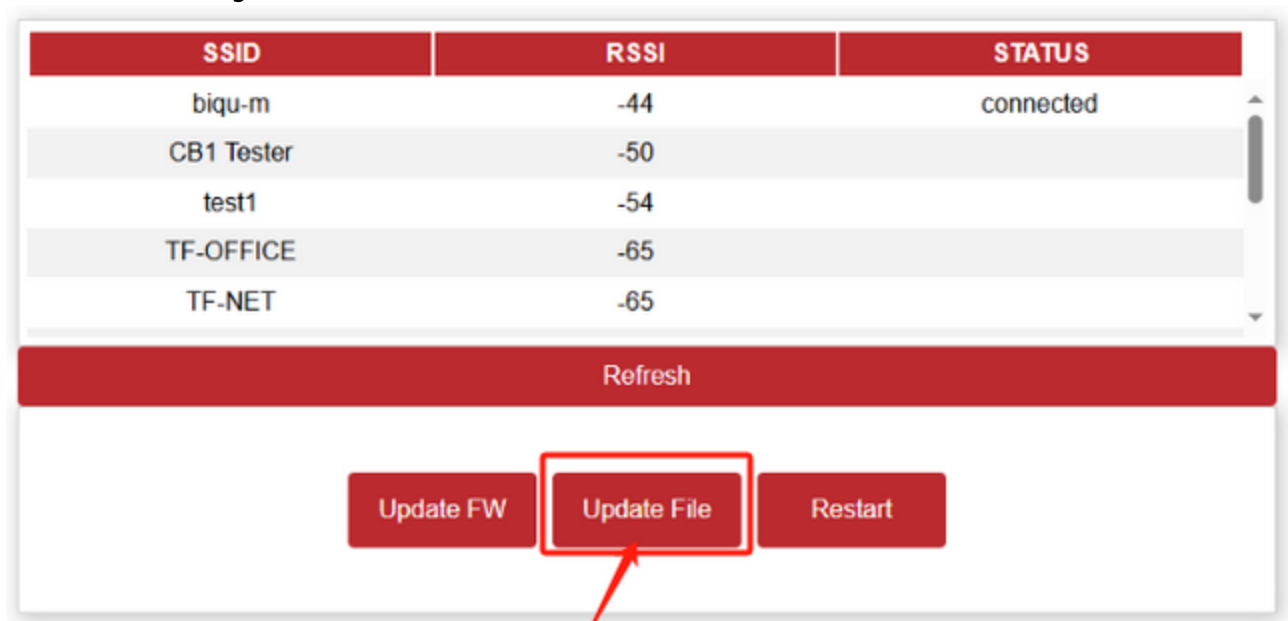 SSID RSSI STATUS
biqu-m -44 connected
CB1 Tester -50
test1 -54
TF-OFFICE -65
TF-NET -65
Refresh
Update FW Update File Restart